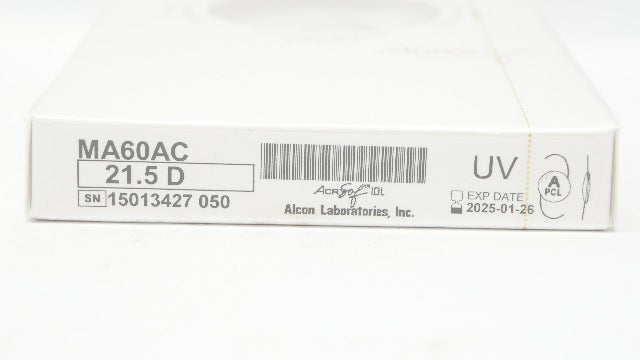 MA60AC
21.5 D
SN 15013427 050
ACRYSof IOL
Alcon Laboratories, Inc.
UV
EXP DATE
2025-01-26
A
PCL